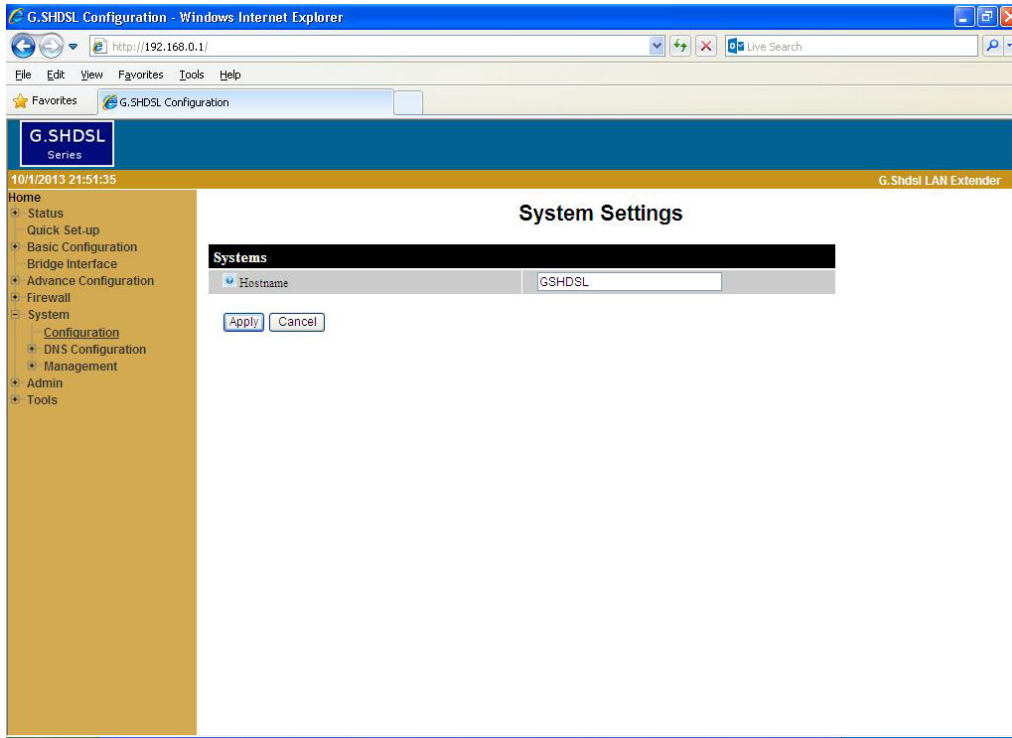 G.SHDSL Configuration - Windows Internet Explorer
http://192.168.0.1/
Live Search
File Edit View Favorites Tools Help
Favorites
G.SHDSL Configuration
G.SHDSL
Series
10/1/2013 21:51:35
G.Shdsl LAN Extender
Home
Status
Quick Set-up
Basic Configuration
Bridge Interface
Advance Configuration
Firewall
System
Configuration
DNS Configuration
Management
Admin
Tools
System Settings
Systems
Hostname
GSHDSL
Apply Cancel